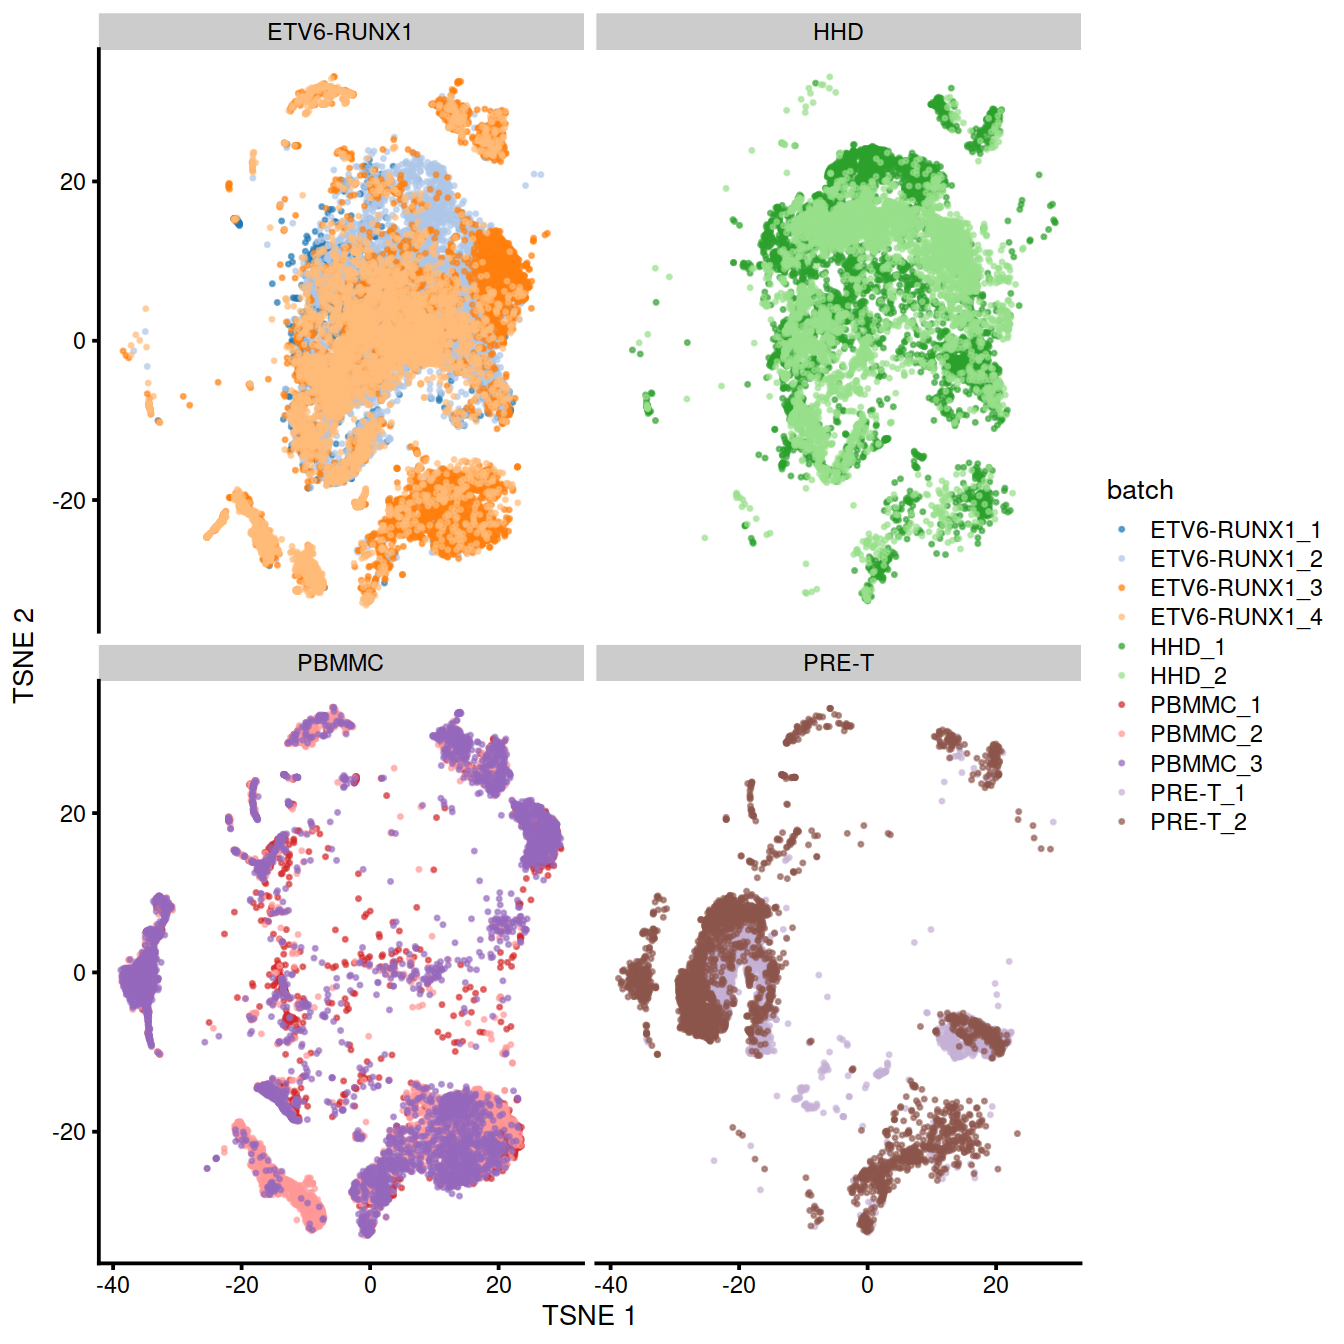 ETV6-RUNX1
HHD
20
0
-20
PBMMC
PRE-T
20
0
-20
-40
-20
0
20
-40
-20
0
20
TSNE 1
TSNE 2
batch
ETV6-RUNX1_1
ETV6-RUNX1_2
ETV6-RUNX1_3
ETV6-RUNX1_4
HHD_1
HHD_2
PBMMC_1
PBMMC_2
PBMMC_3
PRE-T_1
PRE-T_2